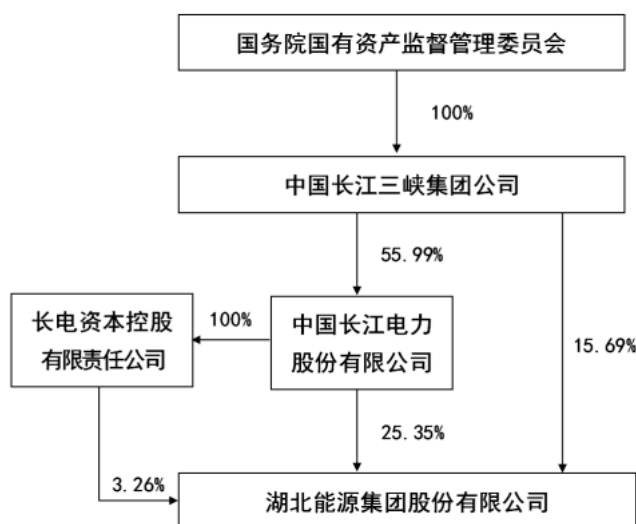 国务院国有资产监督管理委员会
100%
中国长江三峡集团公司
55.99%
长电资本控股
有限责任公司
100%
中国长江电力
股份有限公司
15.69%
25.35%
3.26%
湖北能源集团股份有限公司